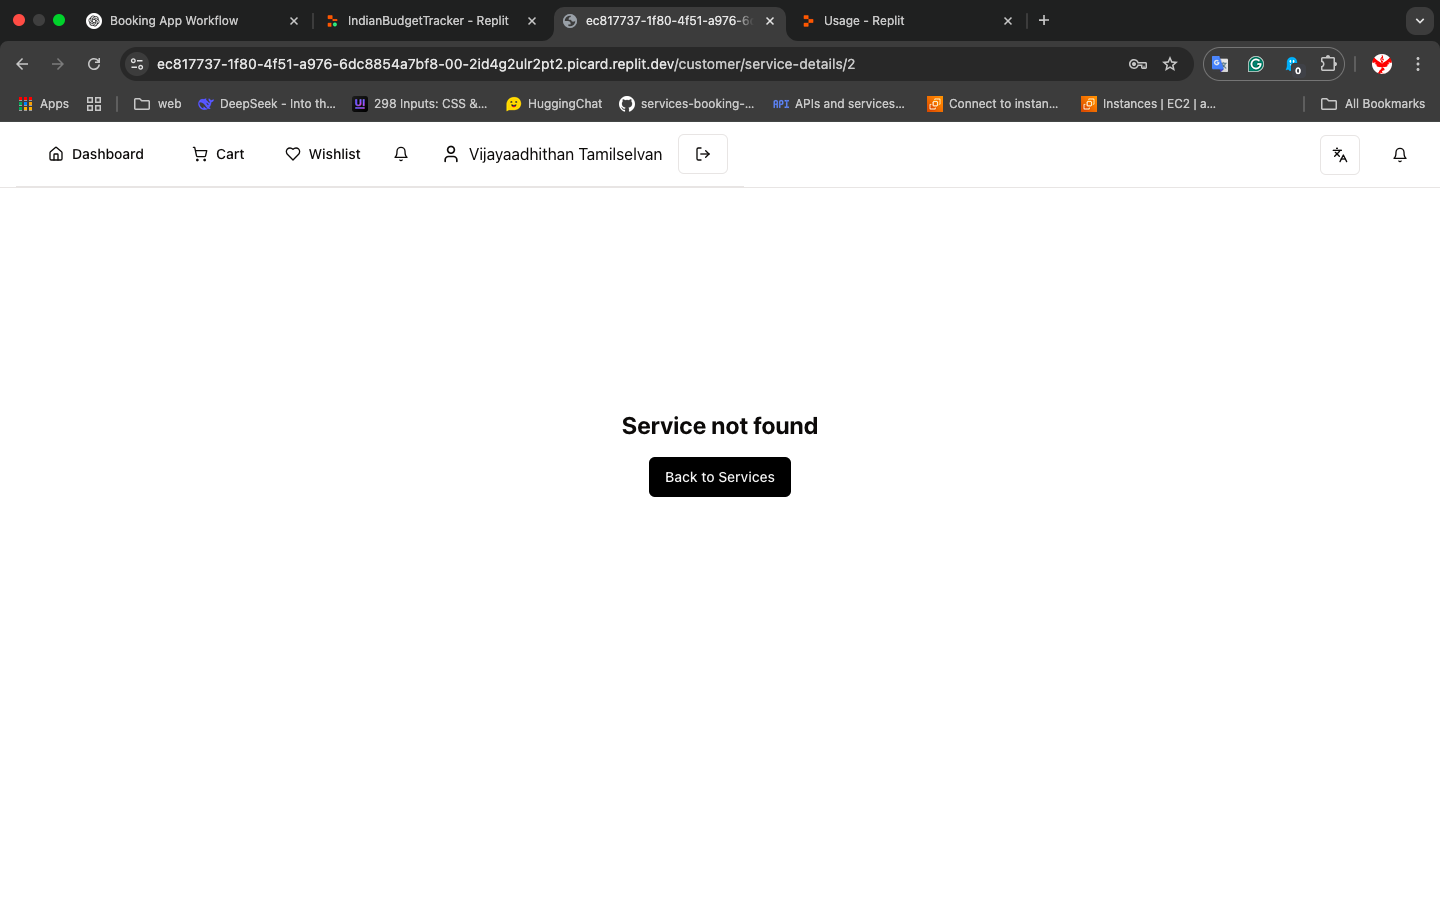 Booking App Workflow
IndianBudgetTracker - Replit
ec817737-1f80-4f51-a976-6
Usage - Replit
ec817737-1f80-4f51-a976-6dc8854a7bf8-00-2id4g2ulr2pt2.picard.replit.dev/customer/service-details/2
0
Apps
web
DeepSeek - Into th...
UI 298 Inputs: CSS &...
HuggingChat
services-booking-...
API APIs and services...
Connect to instan...
Instances | EC2 | a...
All Bookmarks
Dashboard
Cart
Wishlist
Vijayaadhithan Tamilselvan
Service not found
Back to Services